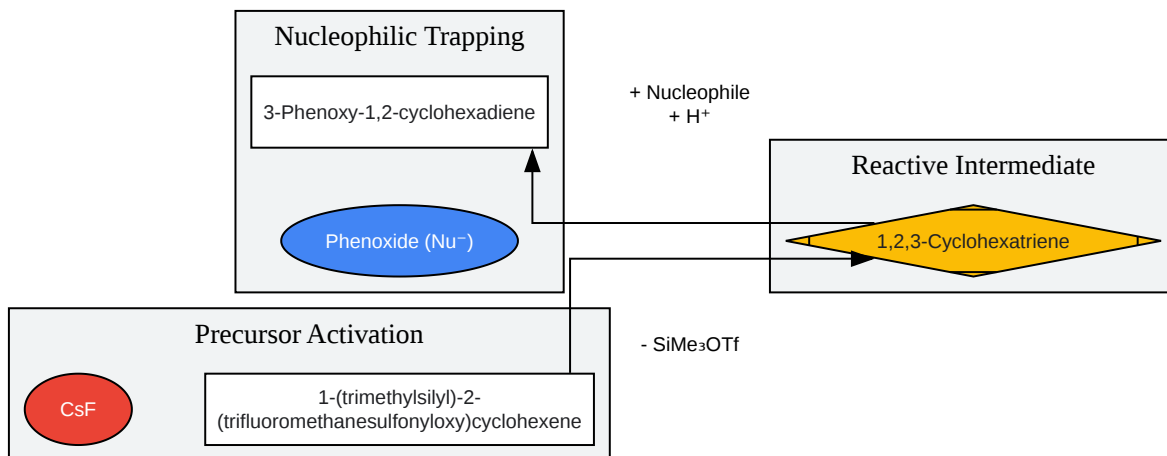 Nucleophilic Trapping
3-Phenoxy-1,2-cyclohexadiene
Phenoxide (Nu⁻)
+ Nucleophile
+ H⁺
Reactive Intermediate
1,2,3-Cyclohexatriene
Precursor Activation
CsF
1-(trimethylsilyl)-2-
(trifluoromethanesulfonyloxy)cyclohexene
- SiMe₃OTf